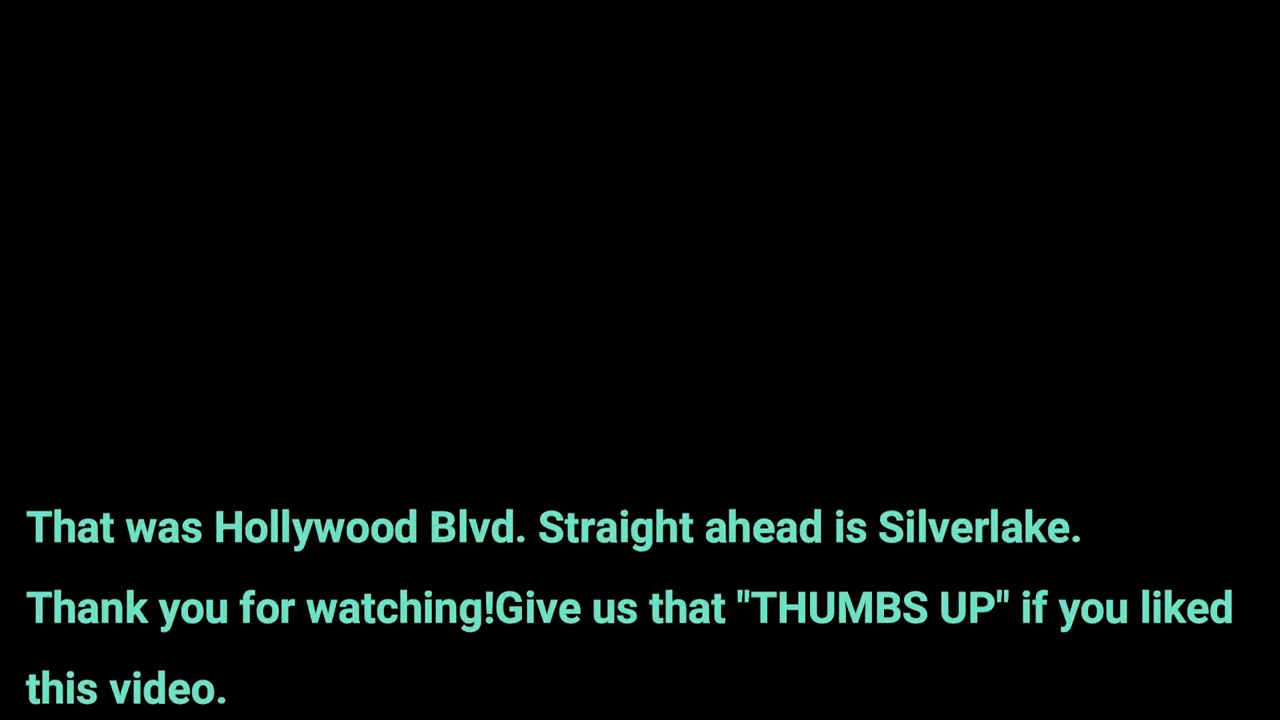 That was Hollywood Blvd. Straight ahead is Silverlake.
Thank you for watching!Give us that "THUMBS UP" if you liked
this video.